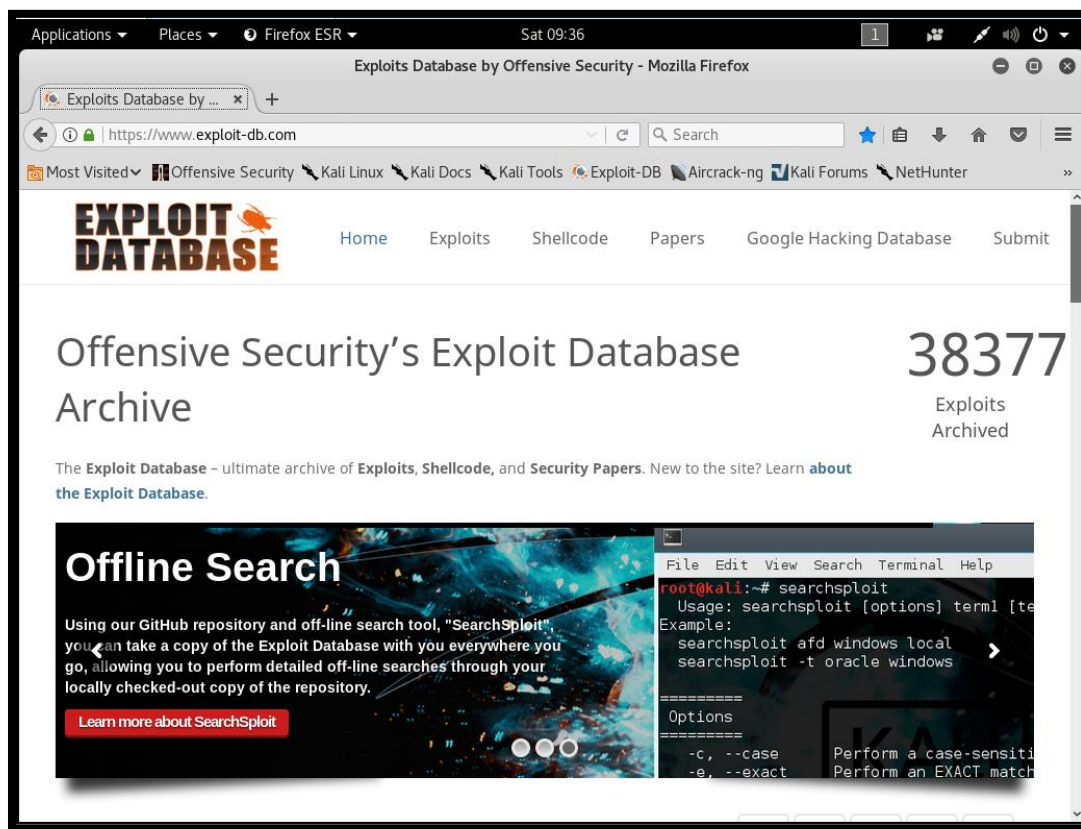 Applications Places Firefox ESR Sat 09:36 1
Exploits Database by Offensive Security - Mozilla Firefox
Exploits Database by ... × +
https://www.exploit-db.com Search
Most Visited Offensive Security Kali Linux Kali Docs Kali Tools Exploit-DB Aircrack-ng Kali Forums NetHunter »
EXPLOIT
DATABASE
Home Exploits Shellcode Papers Google Hacking Database Submit
Offensive Security's Exploit Database
Archive
38377
Exploits
Archived
The Exploit Database – ultimate archive of Exploits, Shellcode, and Security Papers. New to the site? Learn about
the Exploit Database.
Offline Search
Using our GitHub repository and off-line search tool, "SearchSploit",
you can take a copy of the Exploit Database with you everywhere you
go, allowing you to perform detailed off-line searches through your
locally checked-out copy of the repository.
Learn more about SearchSploit
File Edit View Search Terminal Help
root@kali:~# searchsploit
Usage: searchsploit [options] term1 [te
Example:
searchsploit afd windows local
searchsploit -t oracle windows
=========
Options
=========
-c, --case Perform a case-sensiti
-e, --exact Perform an EXACT match
KALI